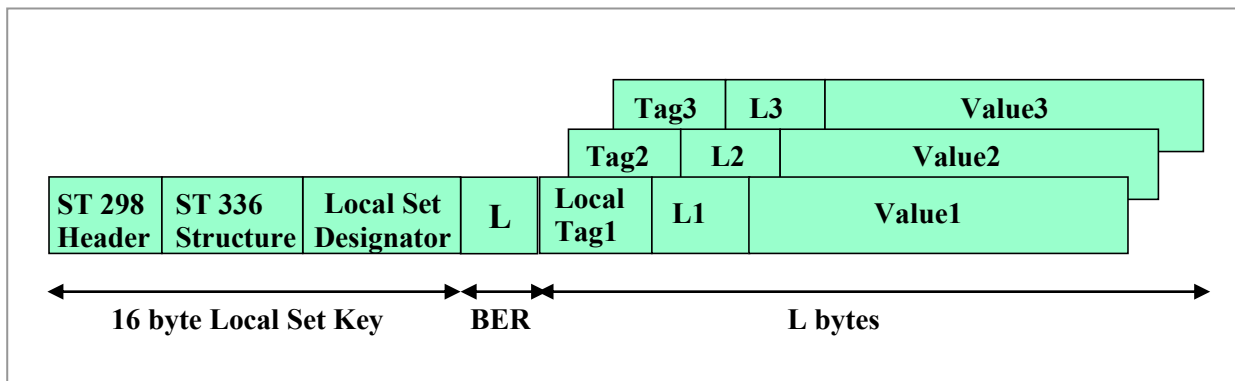 Tag3 L3 Value3
Tag2 L2 Value2
ST 298 Header
ST 336 Structure
Local Set Designator
L
Local Tag1
L1
Value1
16 byte Local Set Key
BER
L bytes